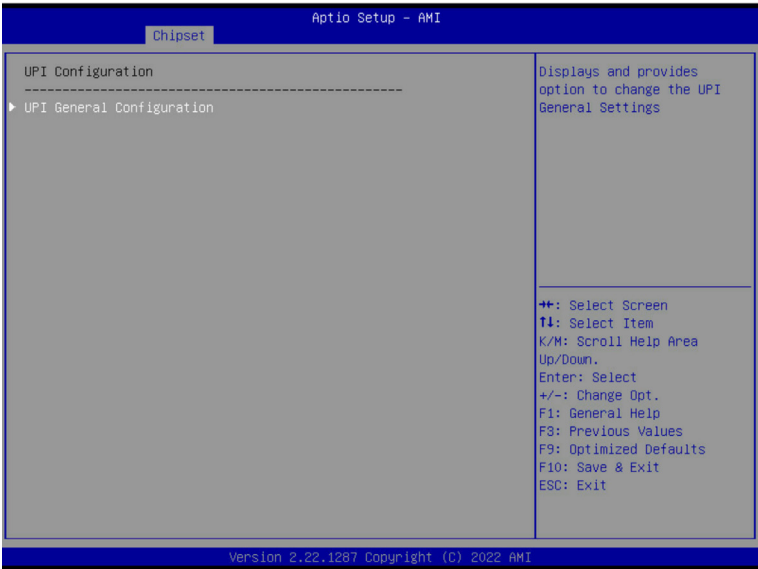 Aptio Setup – AMI
Chipset
UPI Configuration
------------------------------------------------
▶ UPI General Configuration
Displays and provides
option to change the UPI
General Settings
→←: Select Screen
↑↓: Select Item
K/M: Scroll Help Area
Up/Down.
Enter: Select
+/-: Change Opt.
F1: General Help
F3: Previous Values
F9: Optimized Defaults
F10: Save & Exit
ESC: Exit
Version 2.22.1287 Copyright (C) 2022 AMI